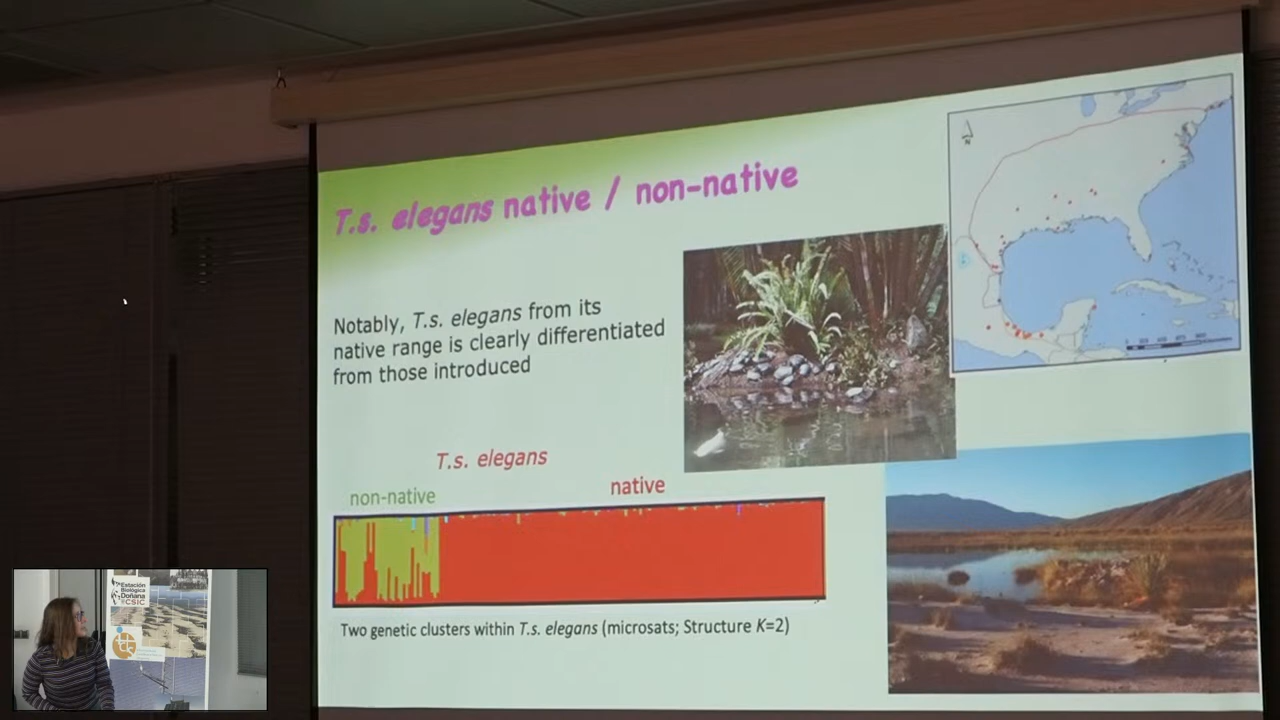 T.s. elegans native / non-native
Notably, T.s. elegans from its
native range is clearly differentiated
from those introduced
T.s. elegans
non-native
native
Two genetic clusters within T.s. elegans (microsats; Structure K=2)
N
Estación
Biológica
Doñana
CSIC